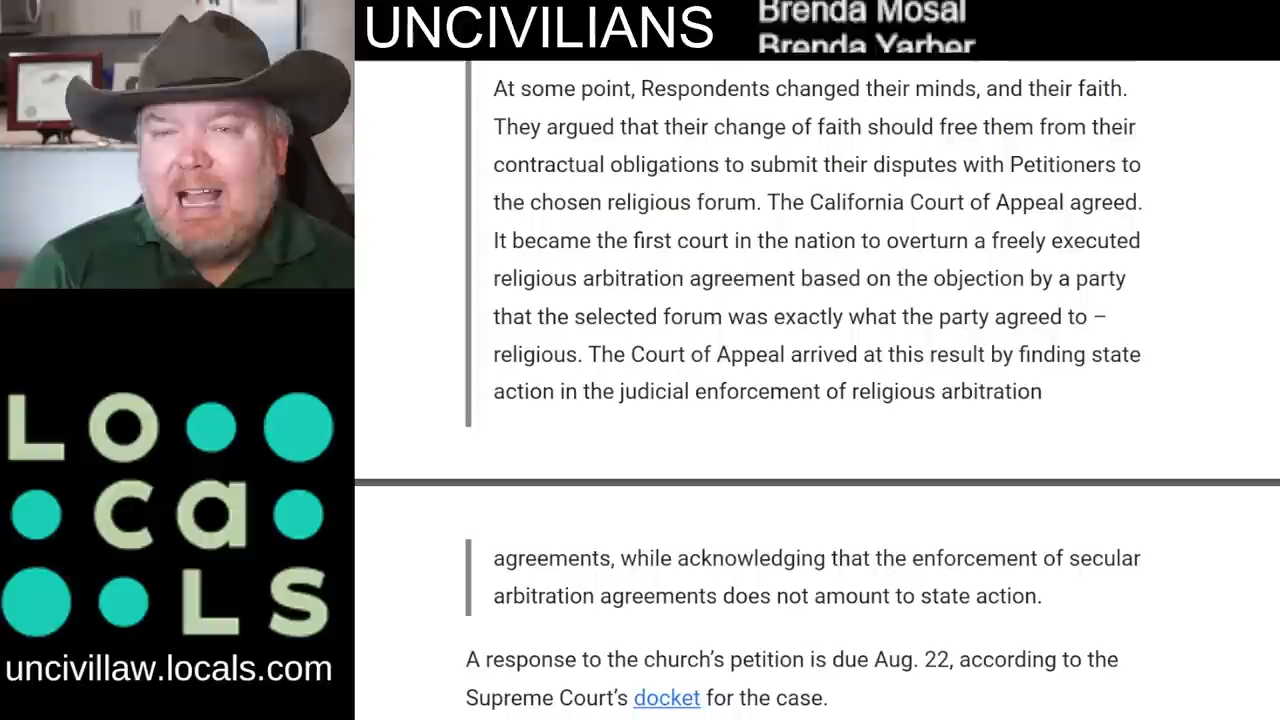 UNCIVILIANS
Brenda Mosal
Brenda Yarber
At some point, Respondents changed their minds, and their faith.
They argued that their change of faith should free them from their
contractual obligations to submit their disputes with Petitioners to
the chosen religious forum. The California Court of Appeal agreed.
It became the first court in the nation to overturn a freely executed
religious arbitration agreement based on the objection by a party
that the selected forum was exactly what the party agreed to –
religious. The Court of Appeal arrived at this result by finding state
action in the judicial enforcement of religious arbitration
agreements, while acknowledging that the enforcement of secular
arbitration agreements does not amount to state action.
A response to the church’s petition is due Aug. 22, according to the
Supreme Court’s docket for the case.
LO
ca
LS
uncivillaw.locals.com